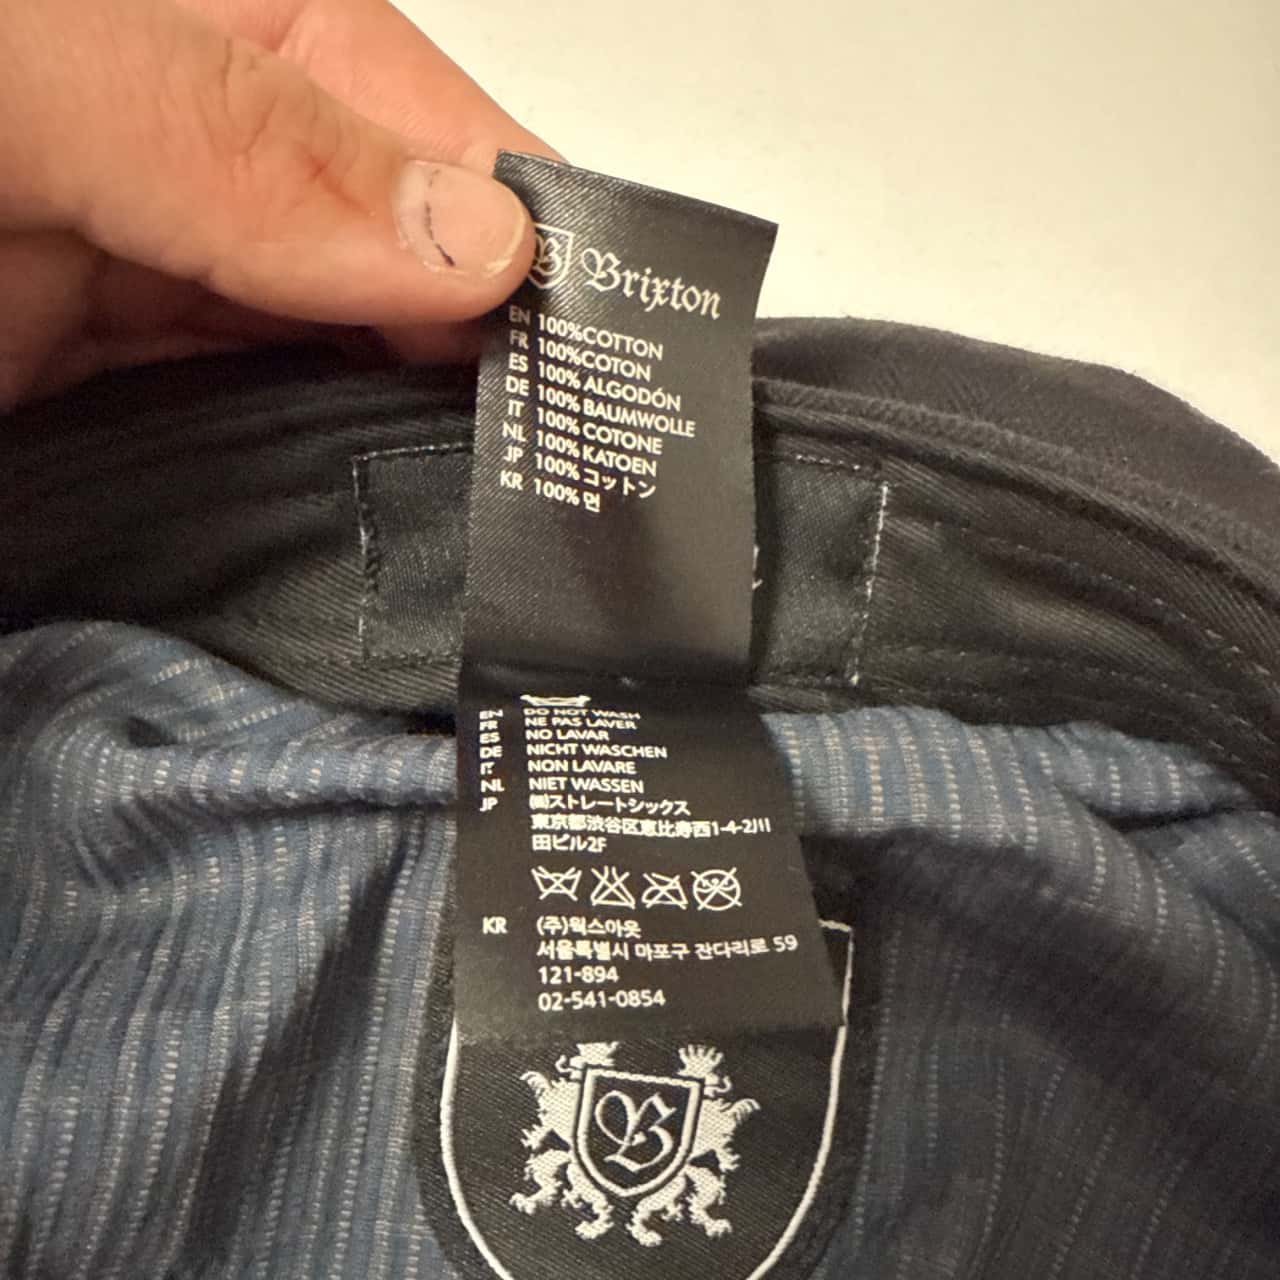 B Brixton
EN 100%COTTON
FR 100%COTON
ES 100% ALGODÓN
DE 100% BAUMWOLLE
IT 100% COTONE
NL 100% KATOEN
JP 100%コットン
KR 100% 면
EN DO NOT WASH
FR NE PAS LAVER
ES NO LAVAR
DE NICHT WASCHEN
IT NON LAVARE
NL NIET WASSEN
JP ㈱ストレートシックス
東京都渋谷区恵比寿西1-4-2川
田ビル2F
KR (주)웍스아웃
서울특별시 마포구 잔다리로 59
121-894
02-541-0854
B